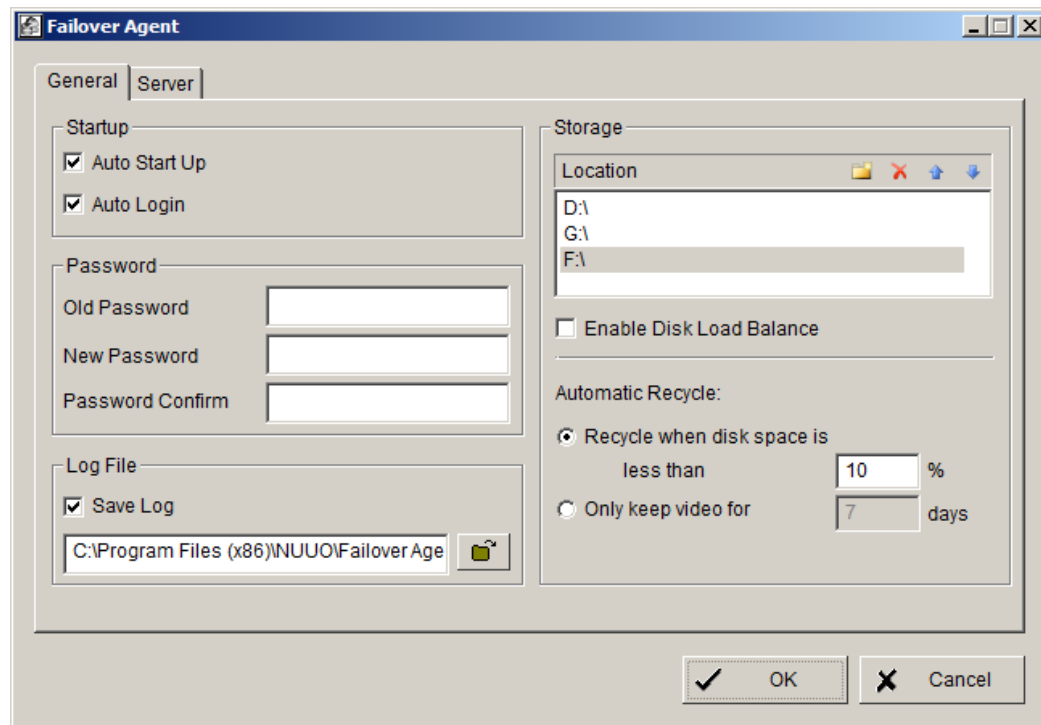 Failover Agent
General
Server
Startup
Auto Start Up
Auto Login
Password
Old Password
New Password
Password Confirm
Log File
Save Log
C:\Program Files (x86)\NUUO\Failover Age
Storage
Location
D:\
G:\
F:\
Enable Disk Load Balance
Automatic Recycle:
Recycle when disk space is
less than 10 %
Only keep video for 7 days
OK
Cancel